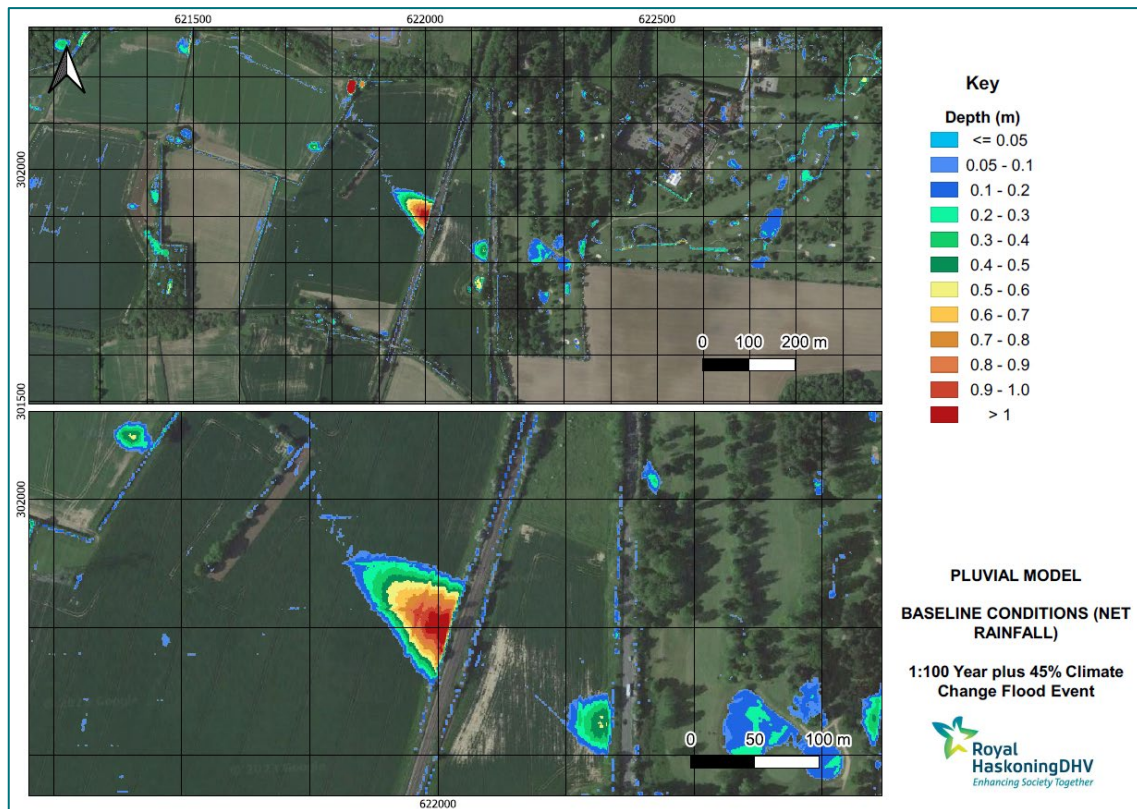 621500
622000
622500
302000
301500
0 100 200 m
302000
0 50 100 m
622000
Key
Depth (m)
<= 0.05
0.05 - 0.1
0.1 - 0.2
0.2 - 0.3
0.3 - 0.4
0.4 - 0.5
0.5 - 0.6
0.6 - 0.7
0.7 - 0.8
0.8 - 0.9
0.9 - 1.0
> 1
PLUVIAL MODEL
BASELINE CONDITIONS (NET
RAINFALL)
1:100 Year plus 45% Climate
Change Flood Event
Royal
HaskoningDHV
Enhancing Society Together